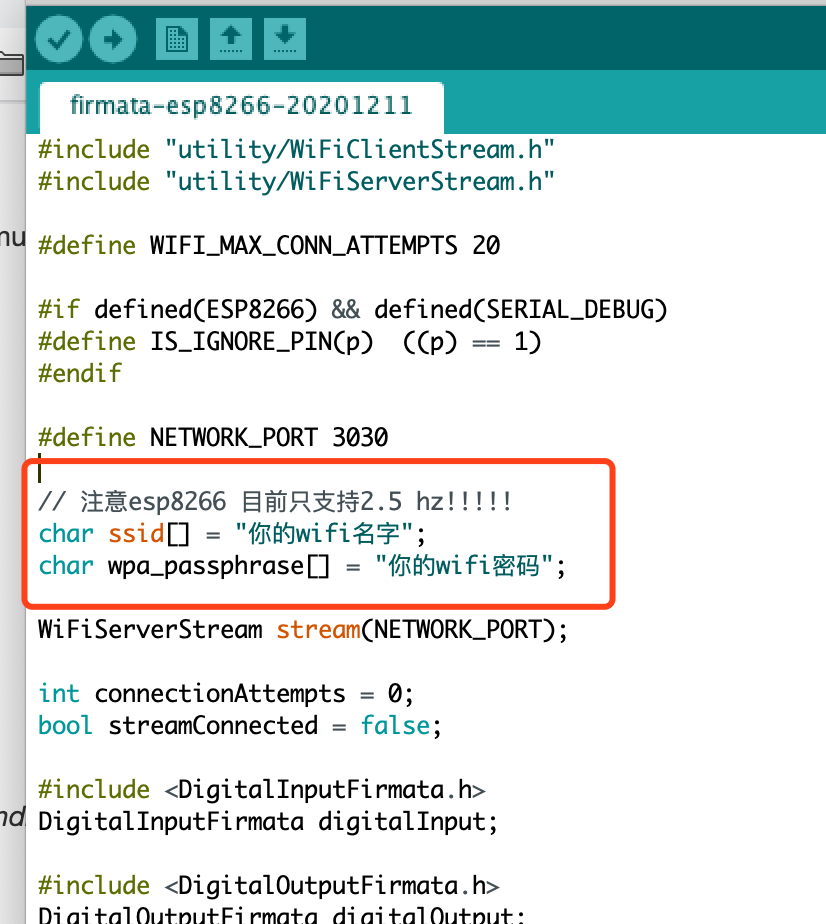 firmata-esp8266-20201211
#include "utility/WiFiClientStream.h"
#include "utility/WiFiServerStream.h"
nu
#define WIFI_MAX_CONN_ATTEMPTS 20
#if defined(ESP8266) && defined(SERIAL_DEBUG)
#define IS_IGNORE_PIN(p)  ((p) == 1)
#endif
#define NETWORK_PORT 3030
// 注意esp8266 目前只支持2.5 hz!!!!!
char ssid[] = "你的wifi名字";
char wpa_passphrase[] = "你的wifi密码";
WiFiServerStream stream(NETWORK_PORT);
int connectionAttempts = 0;
bool streamConnected = false;
#include <DigitalInputFirmata.h>
nd
DigitalInputFirmata digitalInput;
#include <DigitalOutputFirmata.h>
DigitalOutputFirmata digitalOutput;